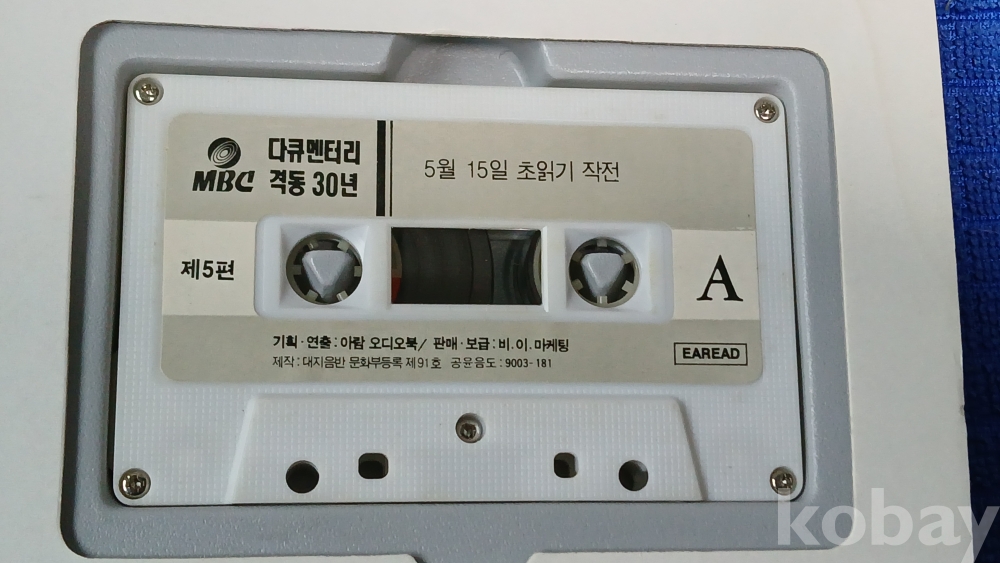 MBC
다큐멘터리
격동 30년
5월 15일 초읽기 작전
제5편
A
기획·연출:아람 오디오북/ 판매·보급:비.이.마케팅
제작:대지음반 문화부등록 제91호 공윤음도:9003-181
EAREAD
kobay